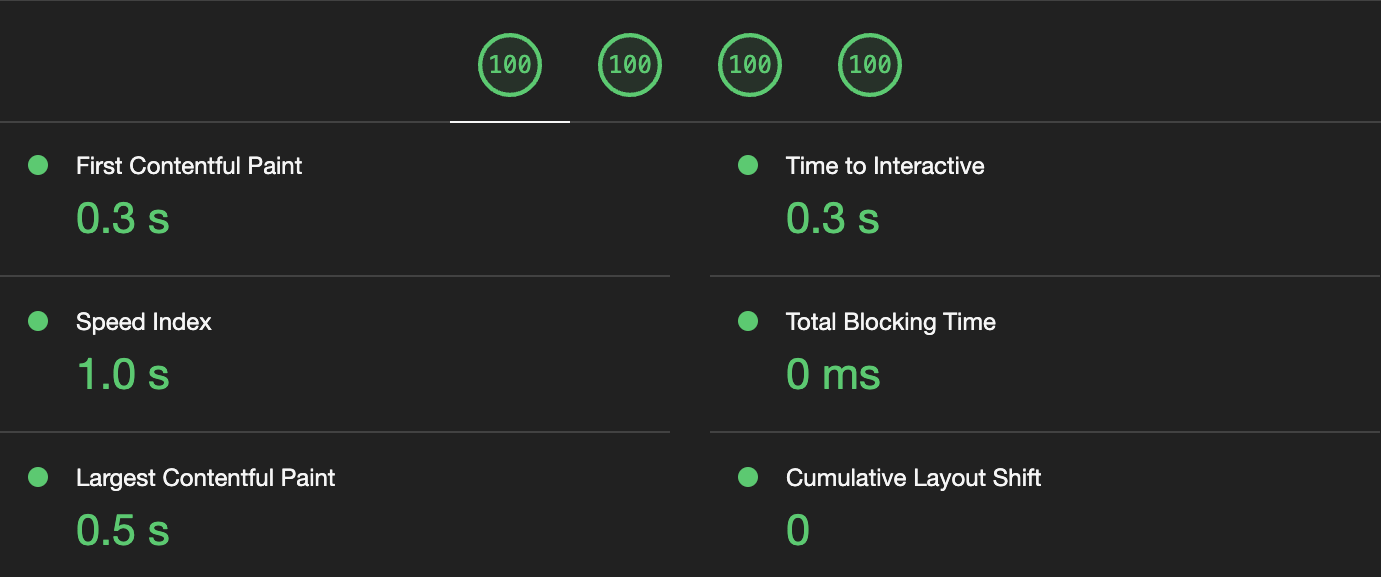 100 100 100 100
First Contentful Paint
0.3 s
Time to Interactive
0.3 s
Speed Index
1.0 s
Total Blocking Time
0 ms
Largest Contentful Paint
0.5 s
Cumulative Layout Shift
0